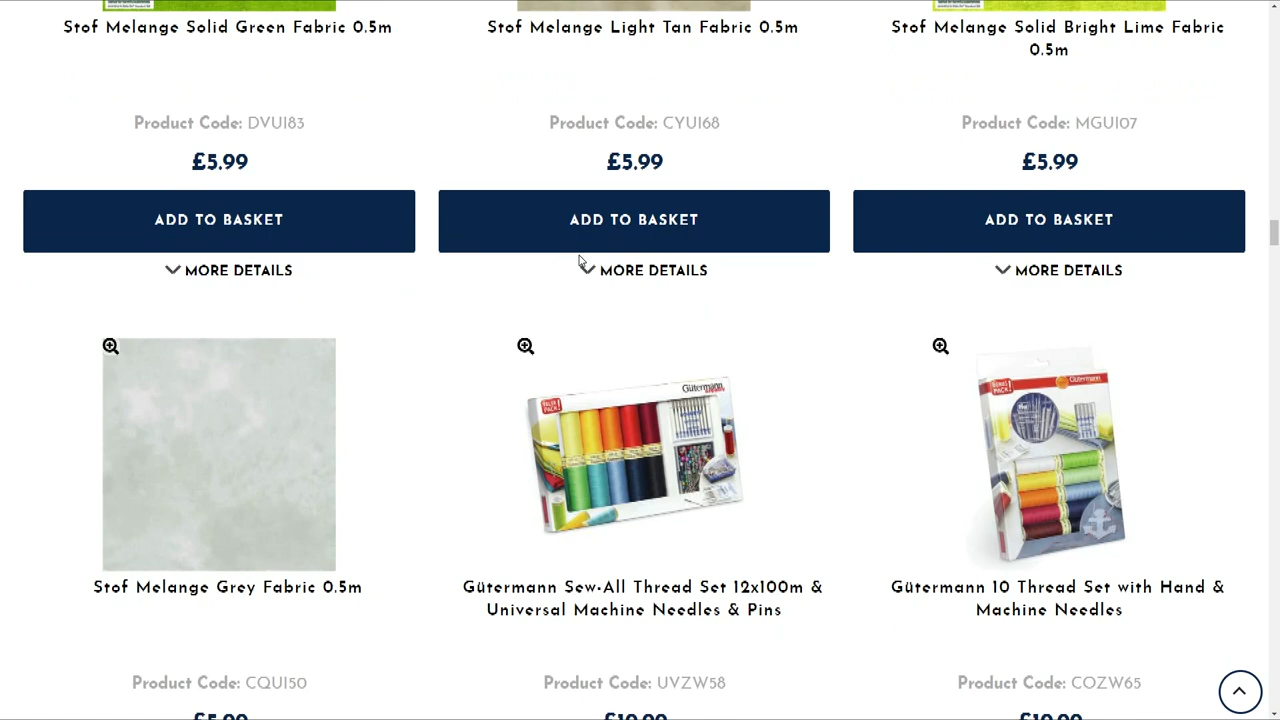 Stof Melange Solid Green Fabric 0.5m
Stof Melange Light Tan Fabric 0.5m
Stof Melange Solid Bright Lime Fabric
0.5m
Product Code: DVUI83
Product Code: CYUI68
Product Code: MGUI07
£5.99
£5.99
£5.99
ADD TO BASKET
ADD TO BASKET
ADD TO BASKET
MORE DETAILS
MORE DETAILS
MORE DETAILS
Gütermann
Gütermann
Stof Melange Grey Fabric 0.5m
Gütermann Sew-All Thread Set 12x100m &
Universal Machine Needles & Pins
Gütermann 10 Thread Set with Hand &
Machine Needles
Product Code: CQUI50
Product Code: UVZW58
Product Code: COZW65